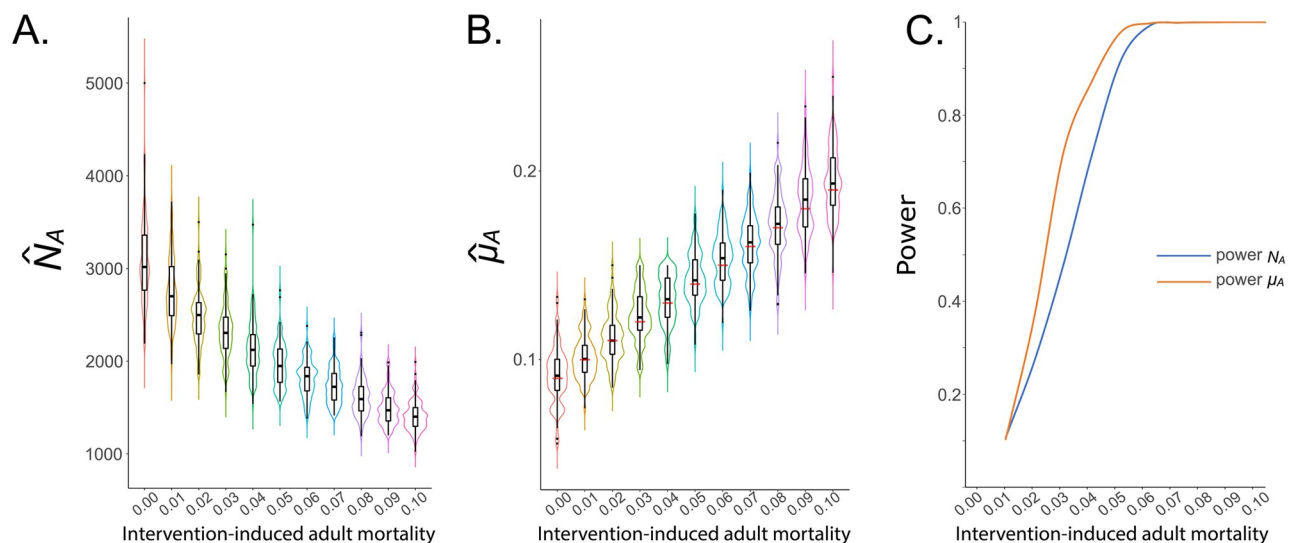 A.
B.
C.
N̂A
5000
4000
3000
2000
1000
0.00 0.01 0.02 0.03 0.04 0.05 0.06 0.07 0.08 0.09 0.10
Intervention-induced adult mortality
μ̂A
0.2
0.1
0.00 0.01 0.02 0.03 0.04 0.05 0.06 0.07 0.08 0.09 0.10
Intervention-induced adult mortality
Power
1
0.8
0.6
0.4
0.2
power NA
power μA
0.00 0.01 0.02 0.03 0.04 0.05 0.06 0.07 0.08 0.09 0.10
Intervention-induced adult mortality